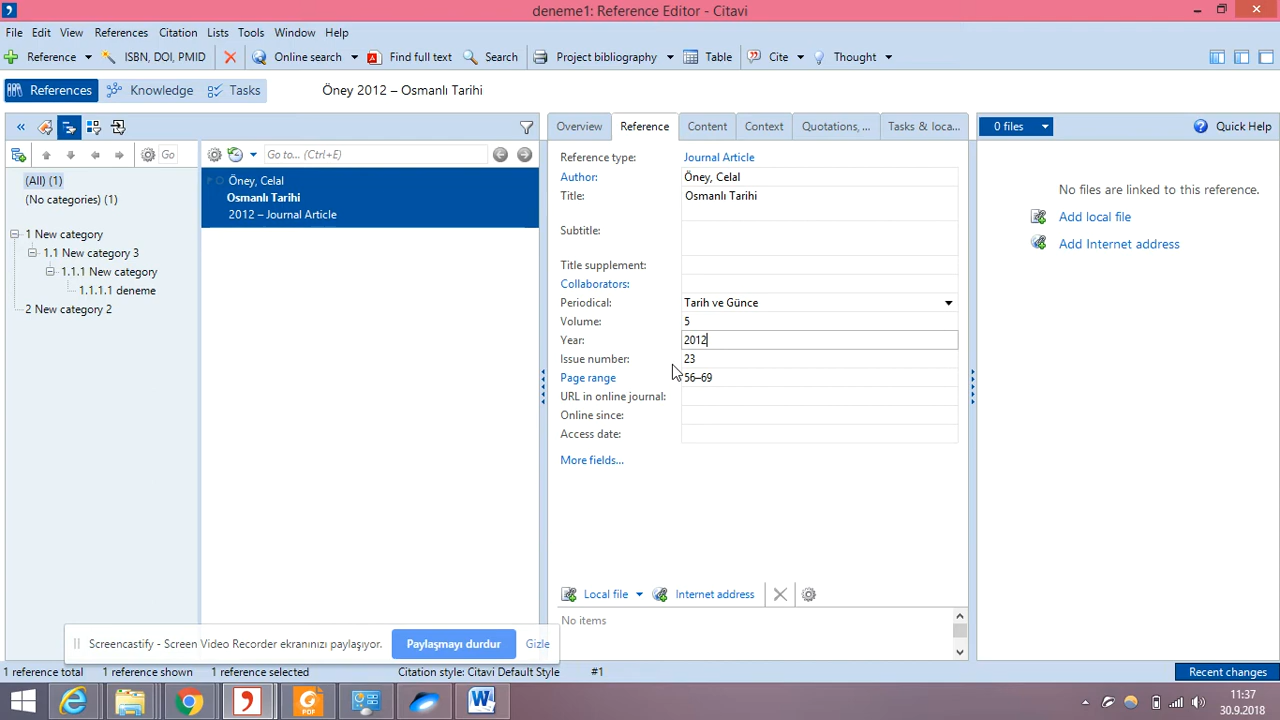 deneme1: Reference Editor - Citavi
File Edit View References Citation Lists Tools Window Help
Reference ISBN, DOI, PMID Online search Find full text Search Project bibliography Table Cite Thought
References Knowledge Tasks Öney 2012 – Osmanlı Tarihi
Overview Reference Content Context Quotations, ... Tasks & loca... 0 files Quick Help
Go Go to... (Ctrl+E)
(All) (1)
(No categories) (1)
1 New category
1.1 New category 3
1.1.1 New category
1.1.1.1 deneme
2 New category 2
Öney, Celal
Osmanlı Tarihi
2012 – Journal Article
Reference type: Journal Article
Author: Öney, Celal
Title: Osmanlı Tarihi
Subtitle:
Title supplement:
Collaborators:
Periodical: Tarih ve Günce
Volume: 5
Year: 2012
Issue number: 23
Page range 56–69
URL in online journal:
Online since:
Access date:
More fields...
No files are linked to this reference.
Add local file
Add Internet address
Local file Internet address
No items
Screencastify - Screen Video Recorder ekranınızı paylaşıyor. Paylaşmayı durdur Gizle
1 reference total 1 reference shown 1 reference selected Citation style: Citavi Default Style #1 Recent changes
11:37
30.9.2018